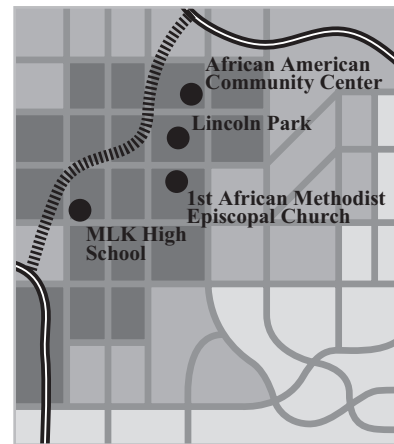 African American
Community Center
Lincoln Park
1st African Methodist
Episcopal Church
MLK High
School